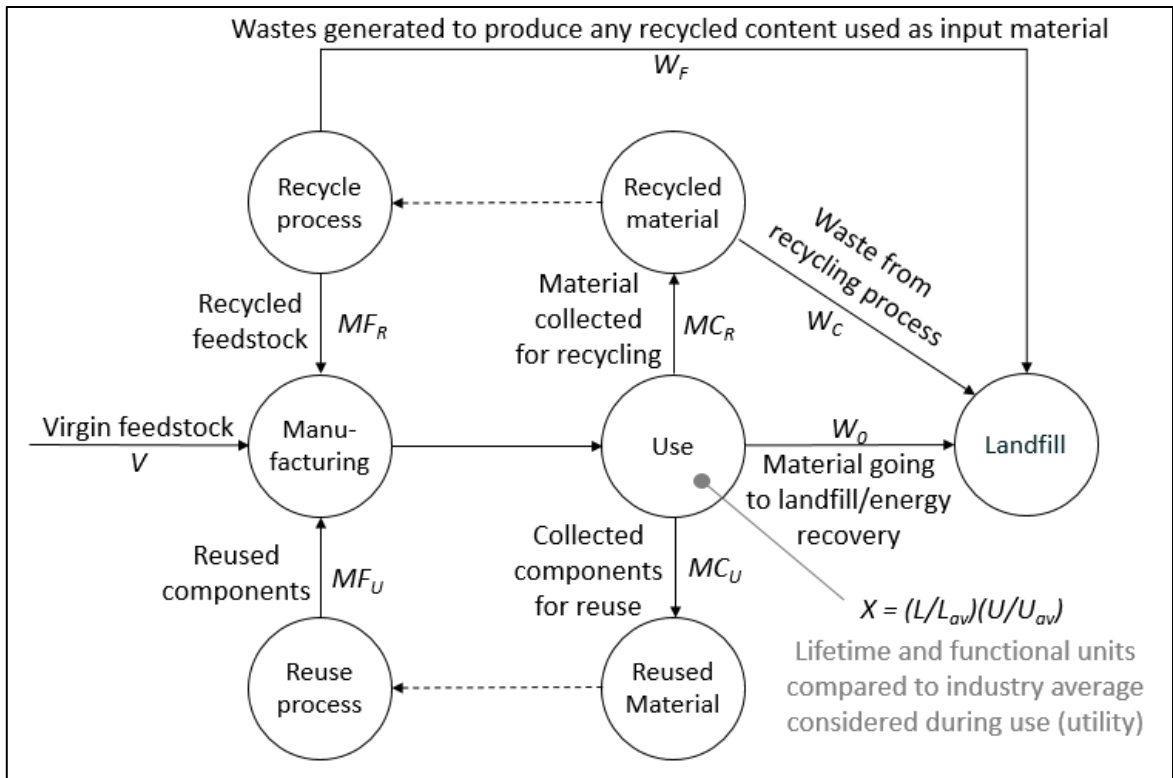 Wastes generated to produce any recycled content used as input material
W_F
Recycle
process
Recycled
material
Waste from
recycling process
W_C
Recycled
feedstock
MF_R
Material
collected
for recycling
MC_R
Virgin feedstock
V
Manu-
facturing
Use
W_0
Material going
to landfill/energy
recovery
Landfill
Reused
components
MF_U
Collected
components
for reuse
MC_U
X = (L/L_av)(U/U_av)
Lifetime and functional units
compared to industry average
considered during use (utility)
Reuse
process
Reused
Material